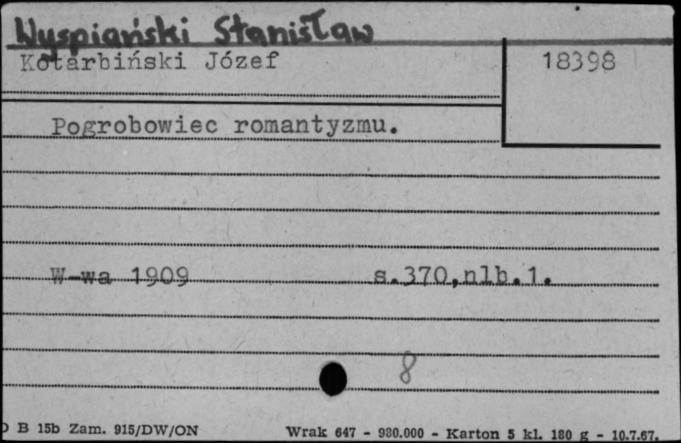 Wyspiański Stanisław
Kotarbiński Józef
18398
Pogrobowiec romantyzmu.
W-wa 1909 s.370,nlb.1.
8
D B 15b Zam. 915/DW/ON Wrak 647 - 980.000 - Karton 5 kl. 180 g - 10.7.67.